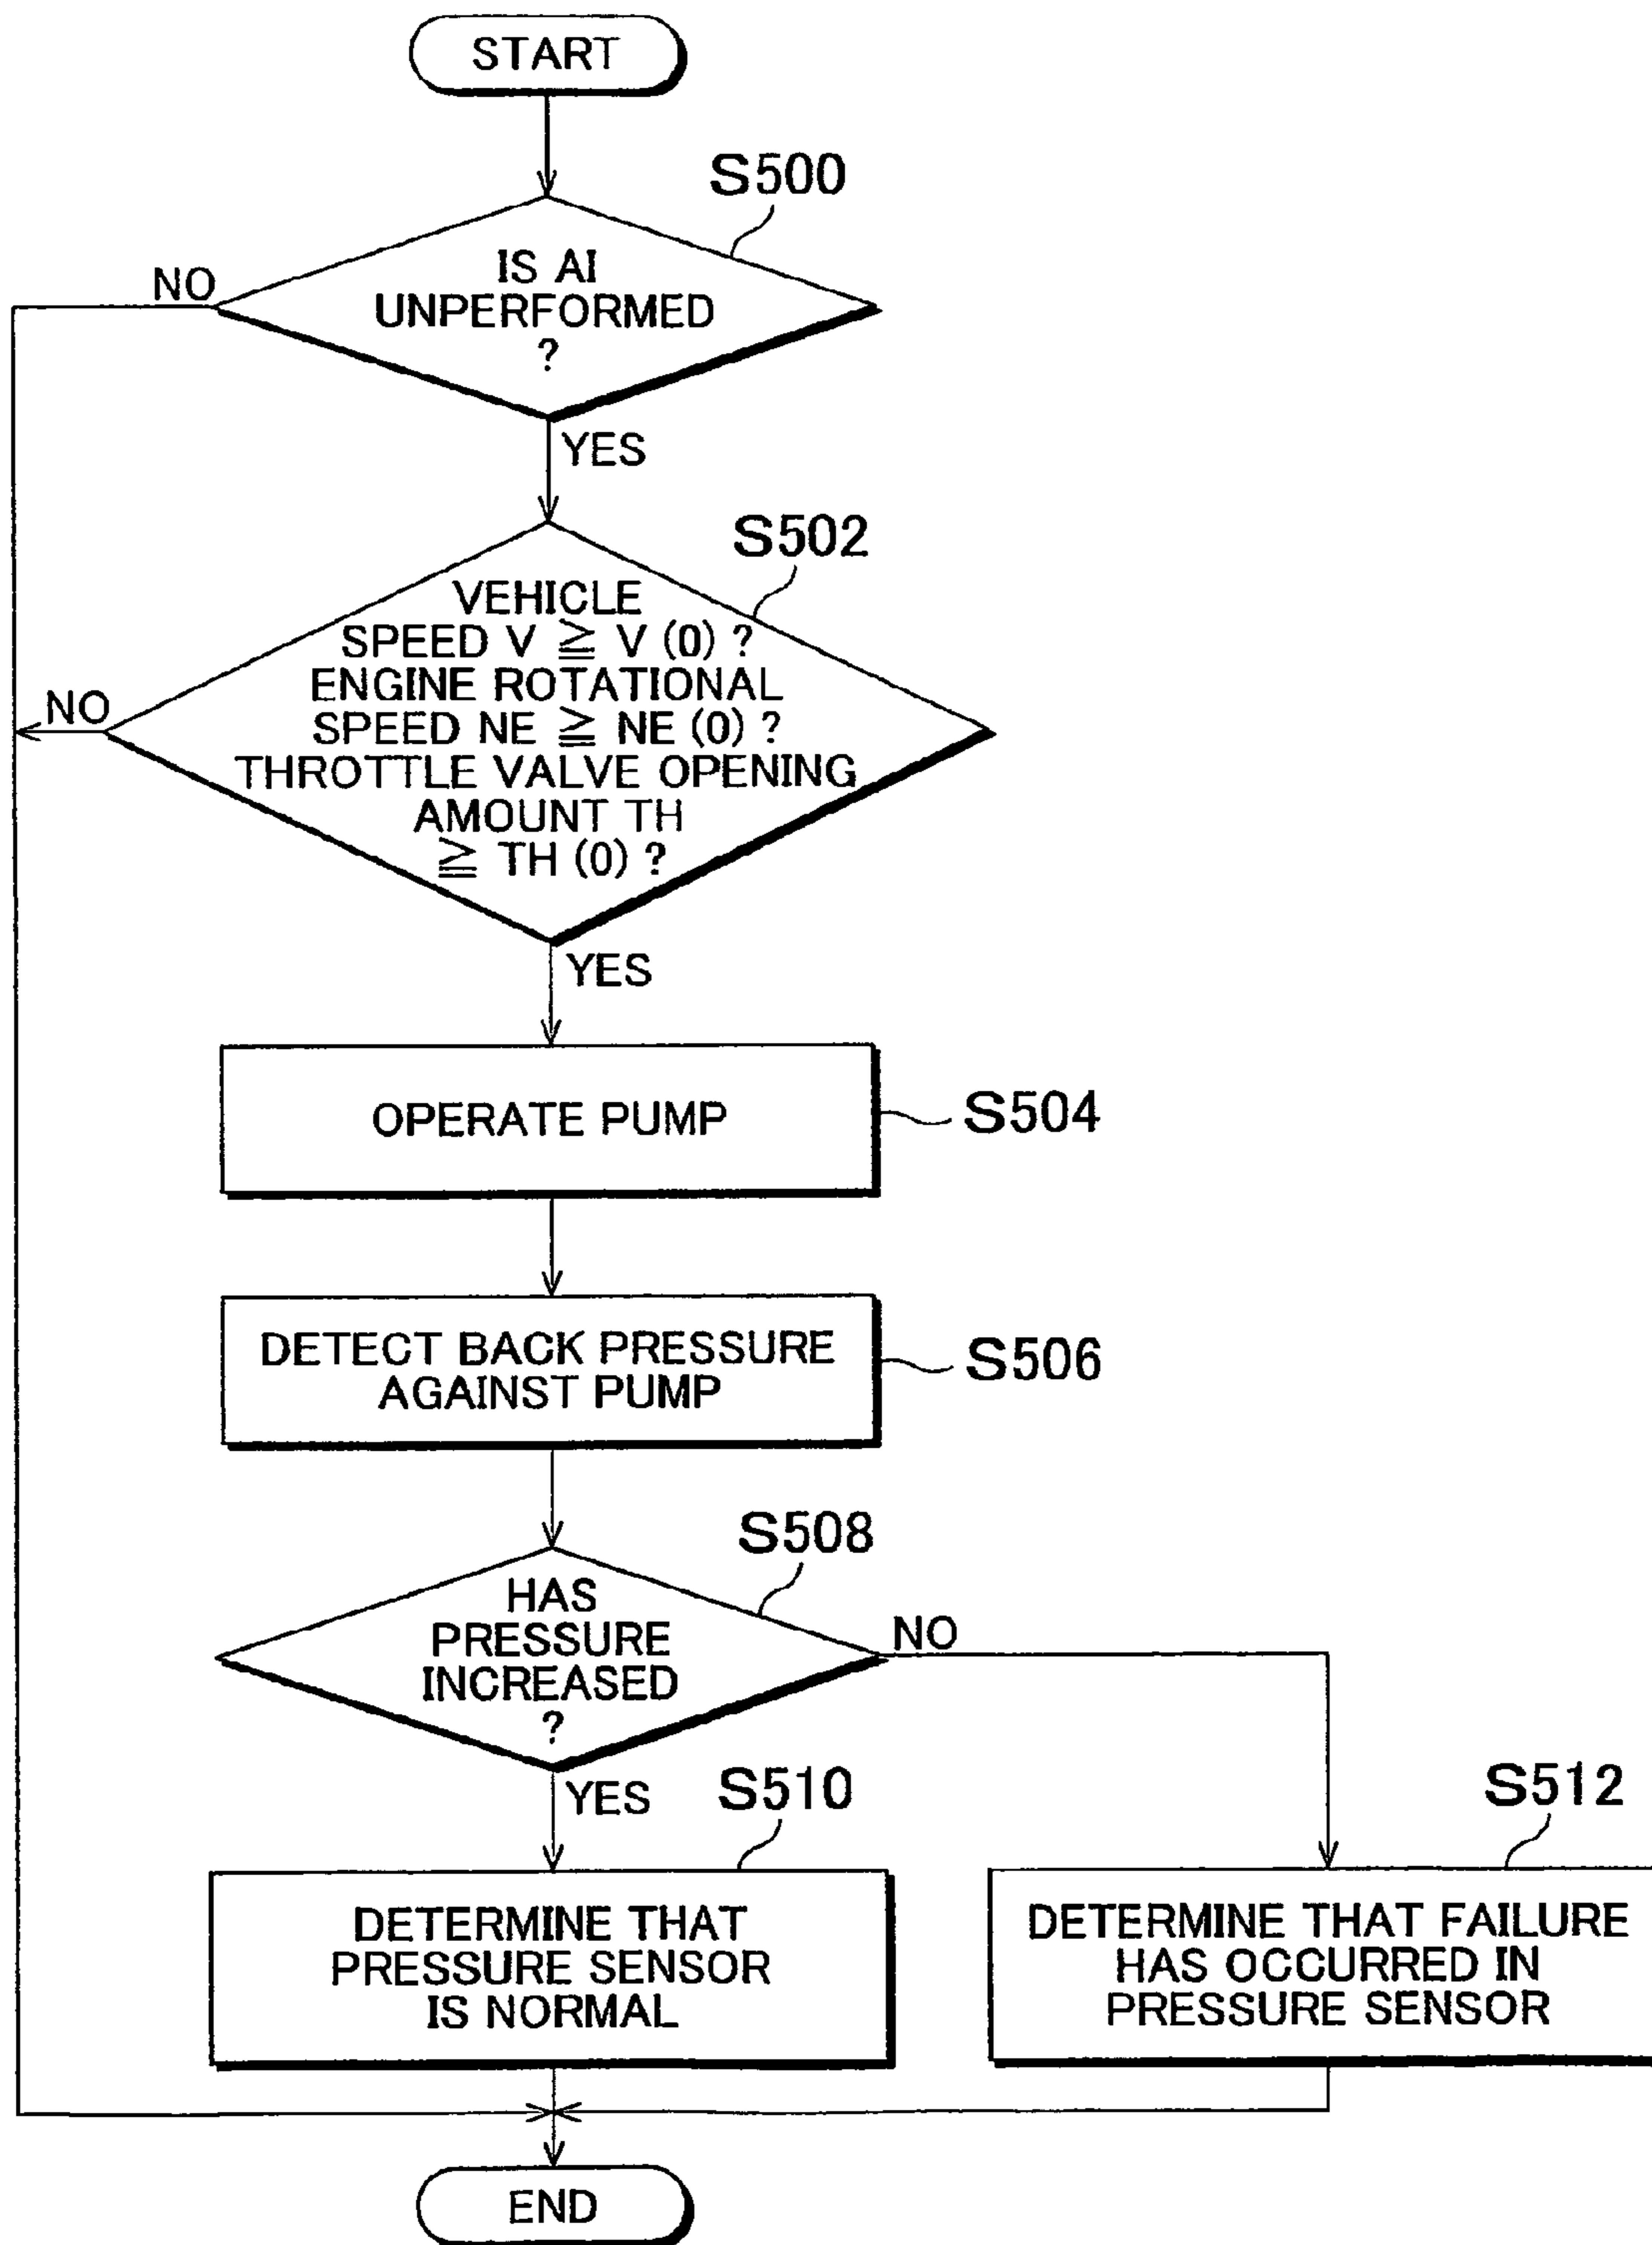 START
S500
IS AI
UNPERFORMED
?
NO
YES
S502
VEHICLE
SPEED V ≧ V (0) ?
ENGINE ROTATIONAL
SPEED NE ≧ NE (0) ?
THROTTLE VALVE OPENING
AMOUNT TH
≧ TH (0) ?
NO
YES
OPERATE PUMP
S504
DETECT BACK PRESSURE
AGAINST PUMP
S506
S508
HAS
PRESSURE
INCREASED
?
NO
YES
S510
DETERMINE THAT
PRESSURE SENSOR
IS NORMAL
S512
DETERMINE THAT FAILURE
HAS OCCURRED IN
PRESSURE SENSOR
END